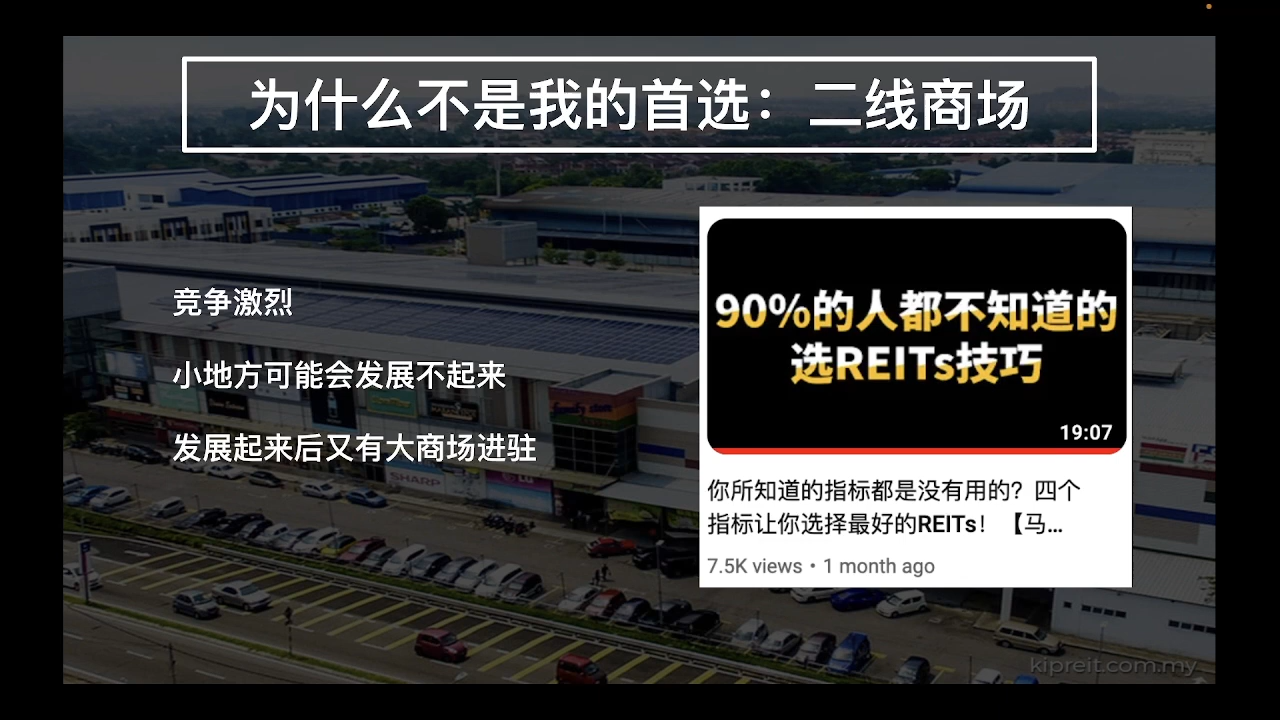 为什么不是我的首选：二线商场
竞争激烈
小地方可能会发展不起来
发展起来后又有大商场进驻
90%的人都不知道的
选REITs技巧
19:07
你所知道的指标都是没有用的？四个
指标让你选择最好的REITs！【马...
7.5K views • 1 month ago
SHARP
LG
kipreit.com.my